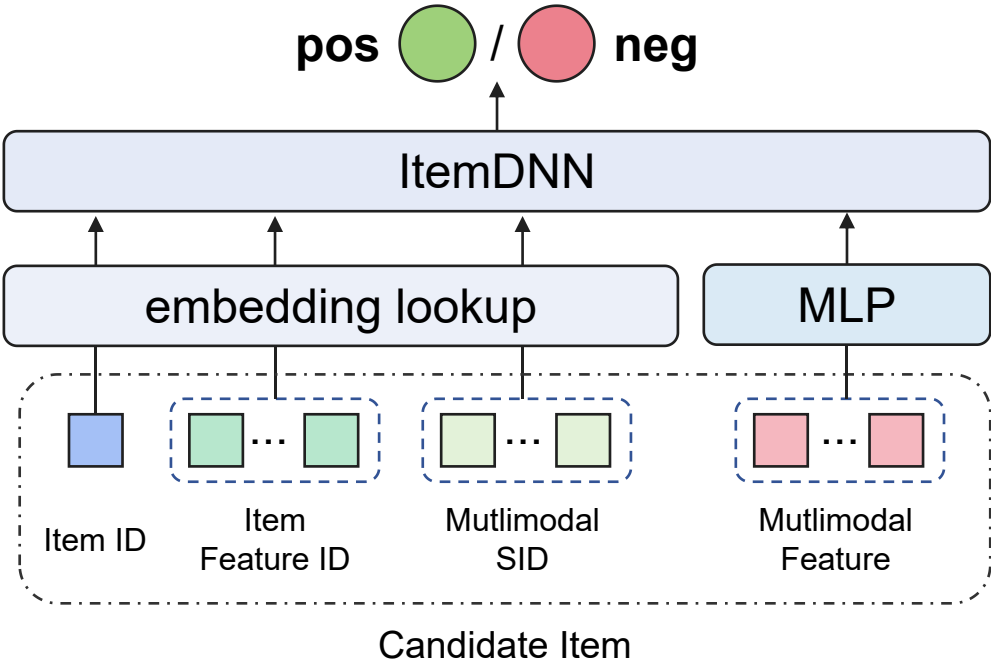 pos / neg
ItemDNN
embedding lookup
MLP
...
...
...
Item ID
Item
Feature ID
Mutlimodal
SID
Mutlimodal
Feature
Candidate Item